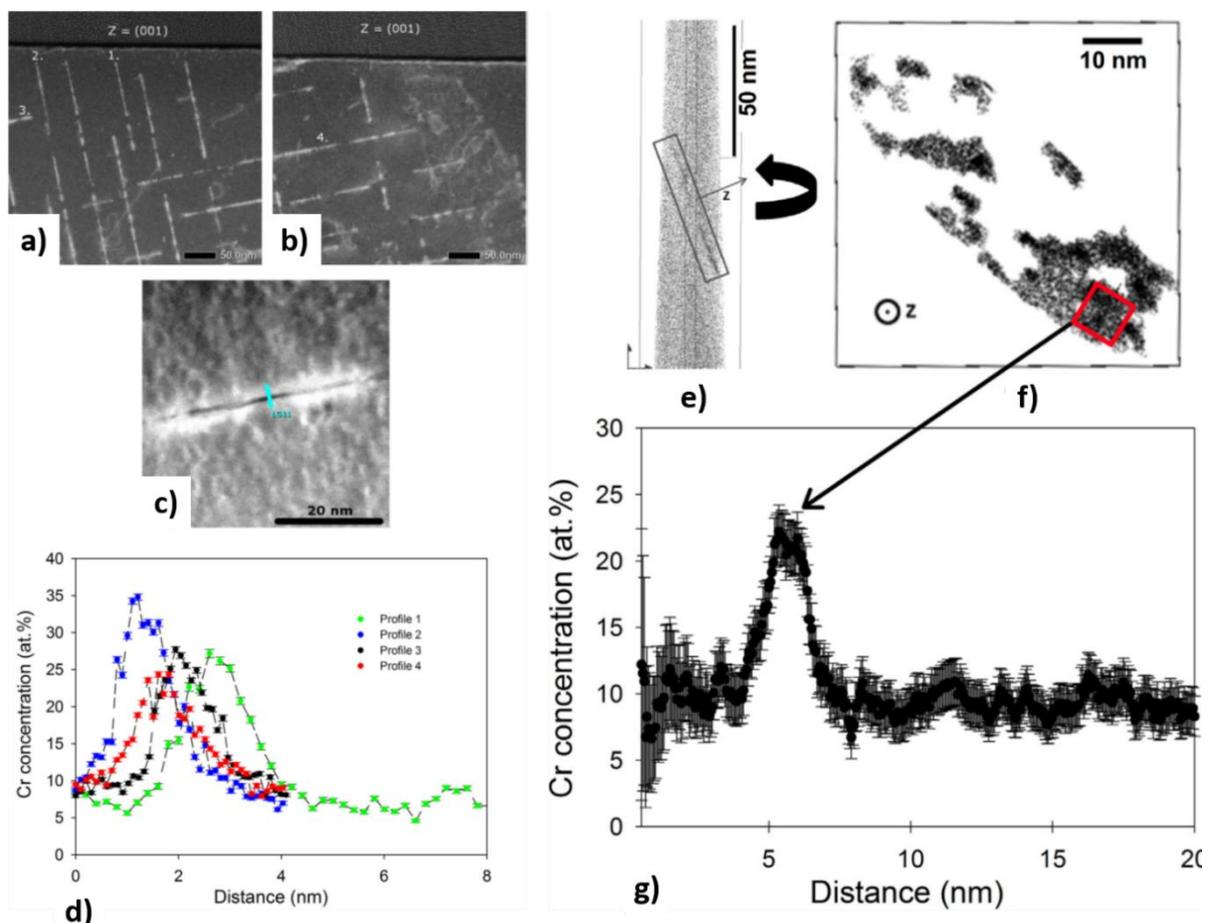 Z = (001)
2.
1.
3.
a)
50.0nm
Z = (001)
4.
b)
50.0nm
c)
20 nm
40
35
30
25
20
15
10
5
0
Cr concentration (at.%)
Profile 1
Profile 2
Profile 3
Profile 4
0
2
4
6
8
Distance (nm)
d)
50 nm
z
e)
10 nm
z
f)
30
25
20
15
10
5
0
Cr concentration (at.%)
5
10
15
20
Distance (nm)
g)